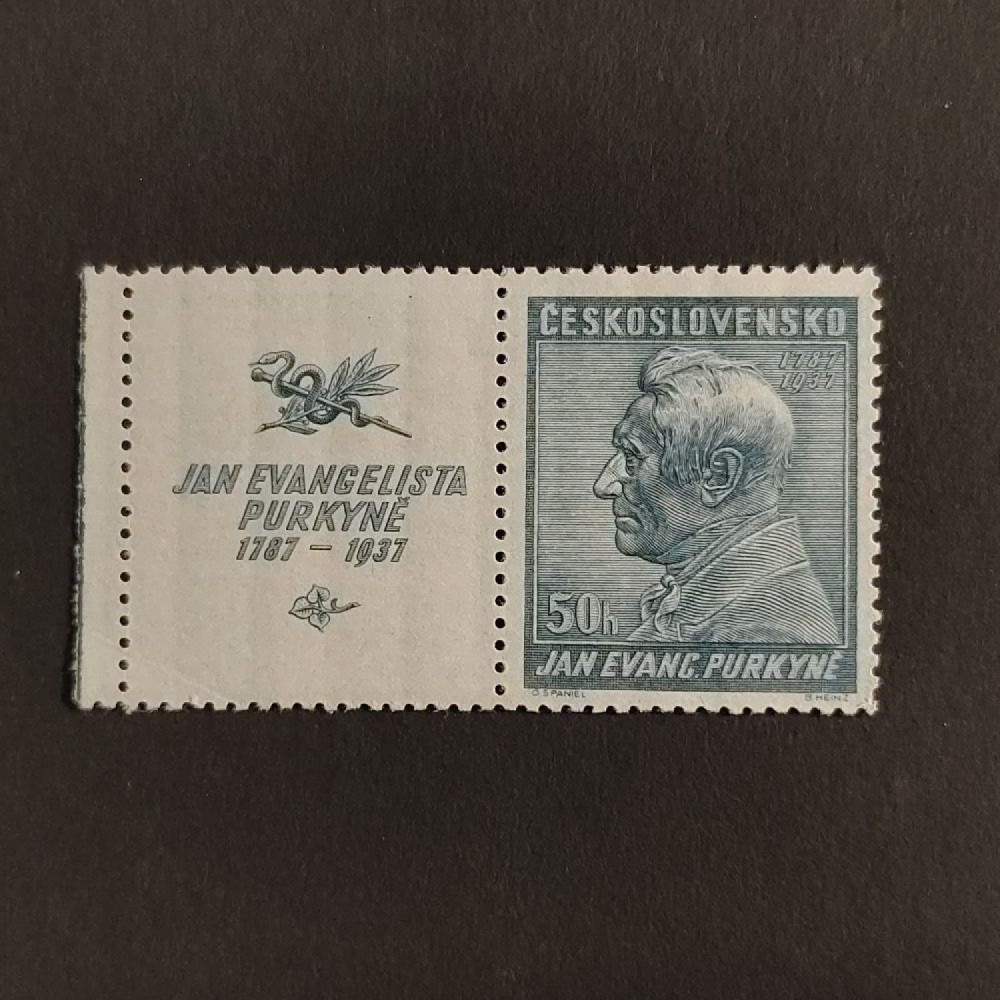 JAN EVANGELISTA
PURKYNĚ
1787 – 1937
ČESKOSLOVENSKO
1787
1937
50h
JAN EVANG. PURKYNĚ
O. ŠPANIEL
B. HEINZ